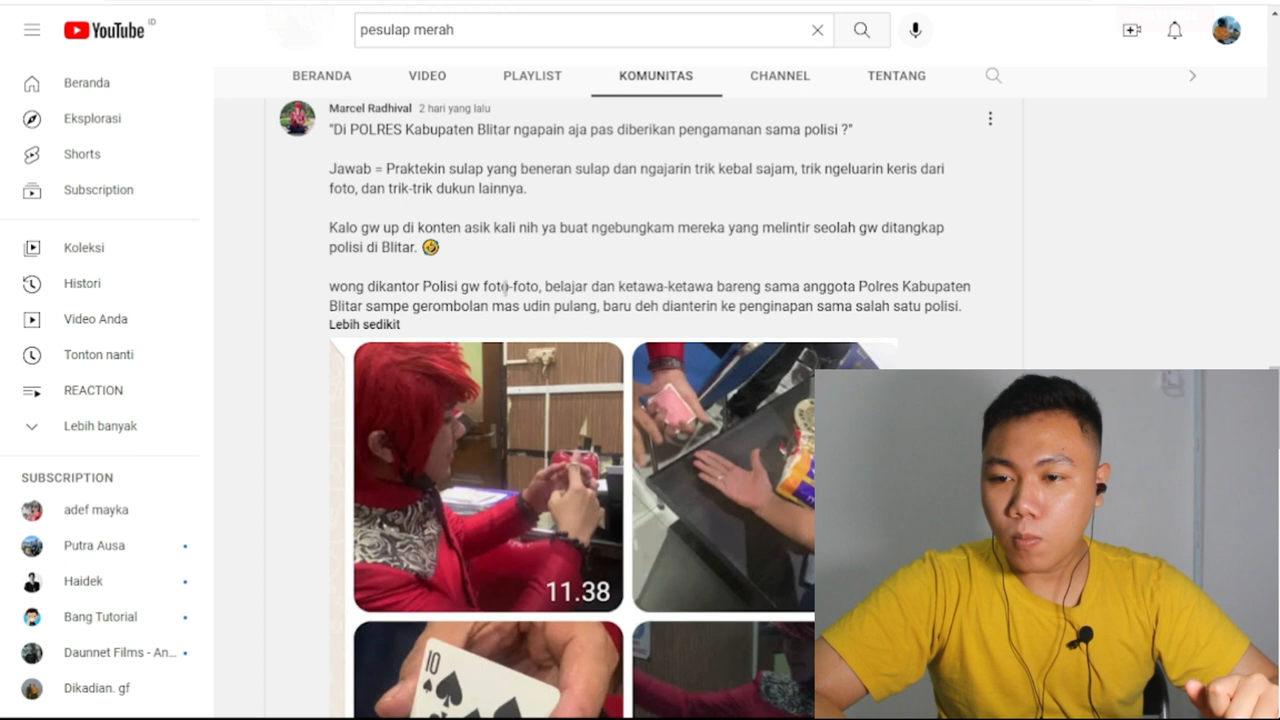 YouTube ID
pesulap merah
BERANDA VIDEO PLAYLIST KOMUNITAS CHANNEL TENTANG
Beranda
Eksplorasi
Shorts
Subscription
Koleksi
Histori
Video Anda
Tonton nanti
REACTION
Lebih banyak
SUBSCRIPTION
adef mayka
Putra Ausa
Haidek
Bang Tutorial
Daunnet Films - An...
Dikadian. gf
Marcel Radhival 2 hari yang lalu
"Di POLRES Kabupaten Blitar ngapain aja pas diberikan pengamanan sama polisi ?"
Jawab = Praktekin sulap yang beneran sulap dan ngajarin trik kebal sajam, trik ngeluarin keris dari
foto, dan trik-trik dukun lainnya.
Kalo gw up di konten asik kali nih ya buat ngebungkam mereka yang melintir seolah gw ditangkap
polisi di Blitar. 🤣
wong dikantor Polisi gw foto-foto, belajar dan ketawa-ketawa bareng sama anggota Polres Kabupaten
Blitar sampe gerombolan mas udin pulang, baru deh dianterin ke penginapan sama salah satu polisi.
Lebih sedikit
11.38
10